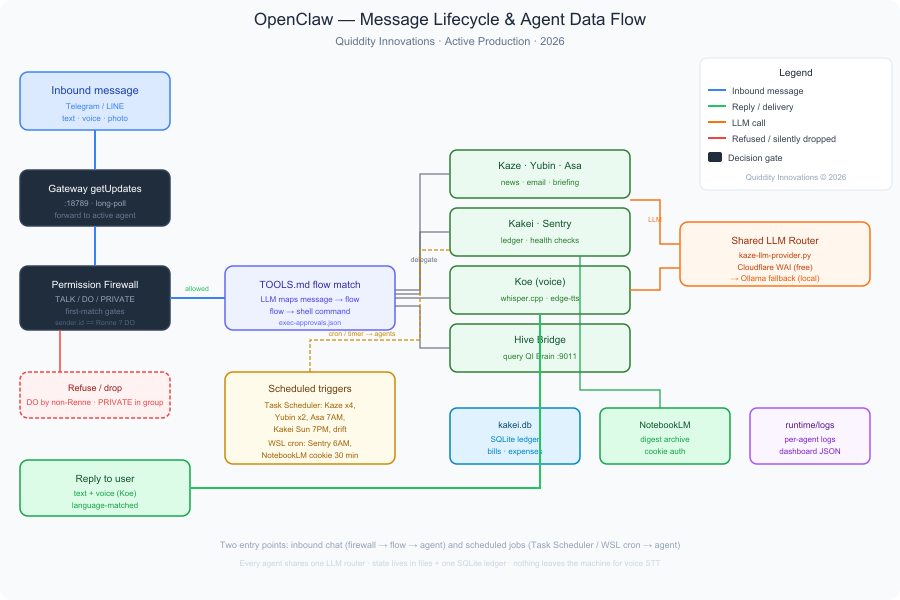 OpenClaw — Message Lifecycle & Agent Data Flow
Quiddity Innovations · Active Production · 2026
Legend
Inbound message
Reply / delivery
LLM call
Refused / silently dropped
Decision gate
Quiddity Innovations © 2026
Inbound message
Telegram / LINE
text · voice · photo
Gateway getUpdates
:18789 · long-poll
forward to active agent
Permission Firewall
TALK / DO / PRIVATE
first-match gates
sender.id == Renne ? DO
allowed
TOOLS.md flow match
LLM maps message → flow
flow → shell command
exec-approvals.json
delegate
cron / timer → agents
Kaze · Yubin · Asa
news · email · briefing
Kakei · Sentry
ledger · health checks
Koe (voice)
whisper.cpp · edge-tts
Hive Bridge
query QI Brain :9011
LLM
Shared LLM Router
kaze-llm-provider.py
Cloudflare WAI (free)
→ Ollama fallback (local)
Refuse / drop
DO by non-Renne · PRIVATE in group
Scheduled triggers
Task Scheduler: Kaze x4,
Yubin x2, Asa 7AM,
Kakei Sun 7PM, drift
WSL cron: Sentry 6AM,
NotebookLM cookie 30 min
kakei.db
SQLite ledger
bills · expenses
NotebookLM
digest archive
cookie auth
runtime/logs
per-agent logs
dashboard JSON
Reply to user
text + voice (Koe)
language-matched
Two entry points: inbound chat (firewall → flow → agent) and scheduled jobs (Task Scheduler / WSL cron → agent)
Every agent shares one LLM router · state lives in files + one SQLite ledger · nothing leaves the machine for voice STT